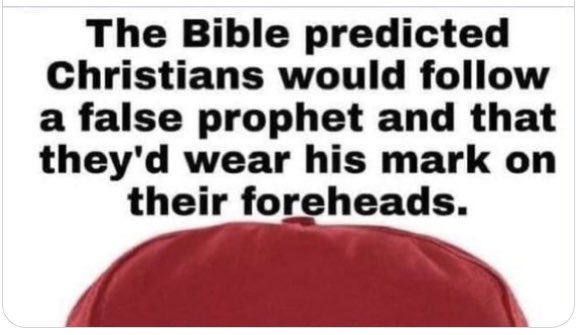 The Bible predicted
Christians would follow
a false prophet and that
they'd wear his mark on
their foreheads.